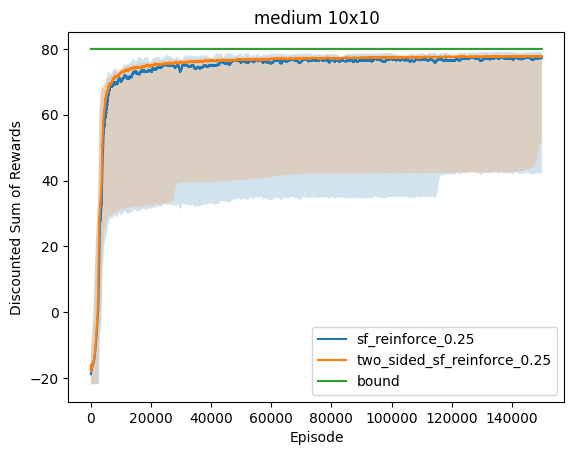 medium 10x10
Discounted Sum of Rewards
80
60
40
20
0
−20
0 20000 40000 60000 80000 100000 120000 140000
Episode
sf_reinforce_0.25
two_sided_sf_reinforce_0.25
bound